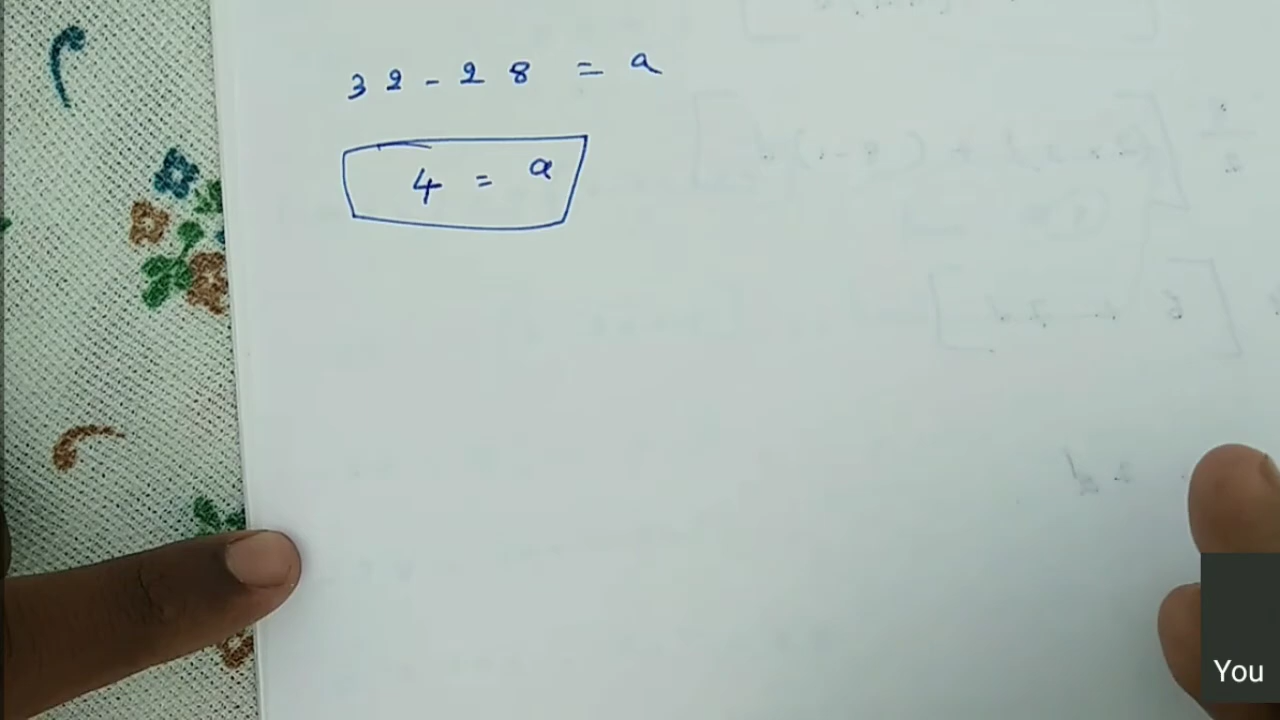 32 - 28 = a
4 = a
You